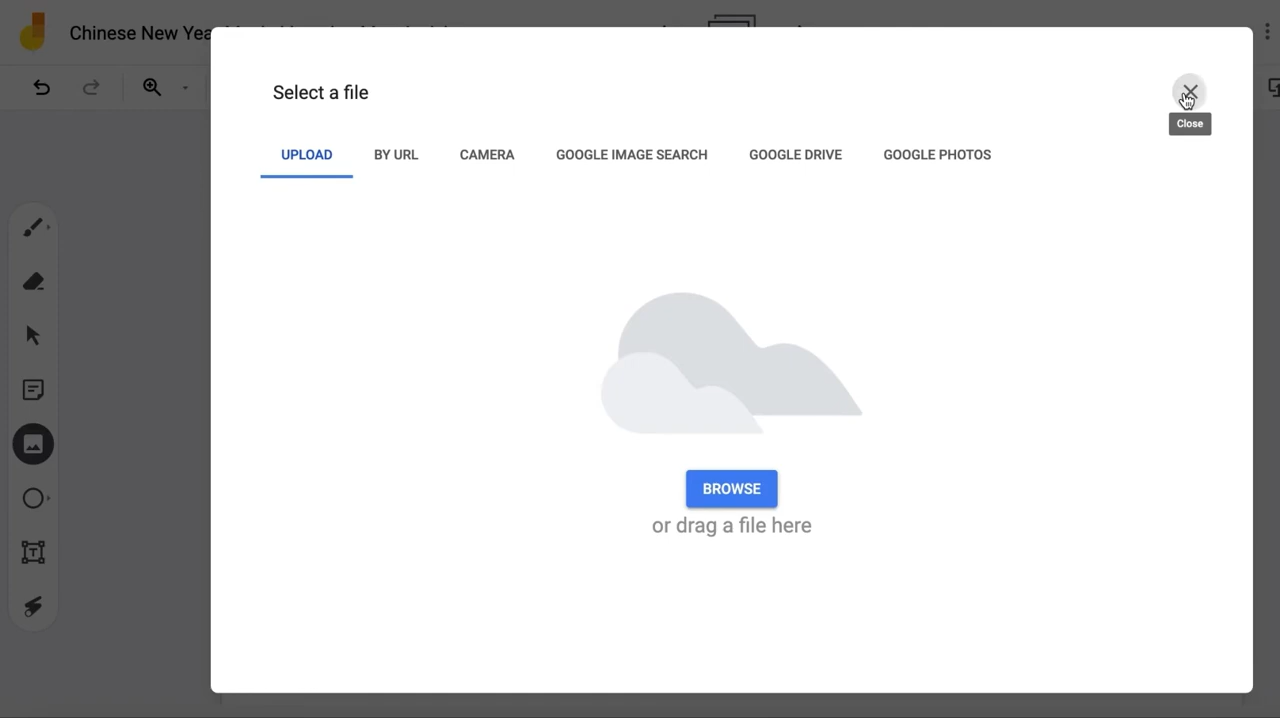 Chinese New Yea
Select a file
Close
UPLOAD BY URL CAMERA GOOGLE IMAGE SEARCH GOOGLE DRIVE GOOGLE PHOTOS
BROWSE
or drag a file here
T